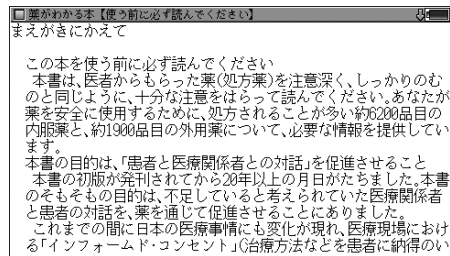 薬がわかる本【使う前に必ず読んでください】
まえがきにかえて
この本を使う前に必ず読んでください
本書は、医者からもらった薬(処方薬)を注意深く、しっかりのむ
のと同じように、十分な注意をはらって読んでください。あなたが
薬を安全に使用するために、処方されることが多い約6200品目の
内服薬と、約1900品目の外用薬について、必要な情報を提供してい
ます。
本書の目的は、「患者と医療関係者との対話」を促進させること
本書の初版が発刊されてから20年以上の月日がたちました。本書
のそもそもの目的は、不足していると考えられていた医療関係者
と患者の対話を、薬を通じて促進させることにありました。
これまでの間に日本の医療事情にも変化が現れ、医療現場におけ
る「インフォームド・コンセント」(治療方法などを患者に納得のい